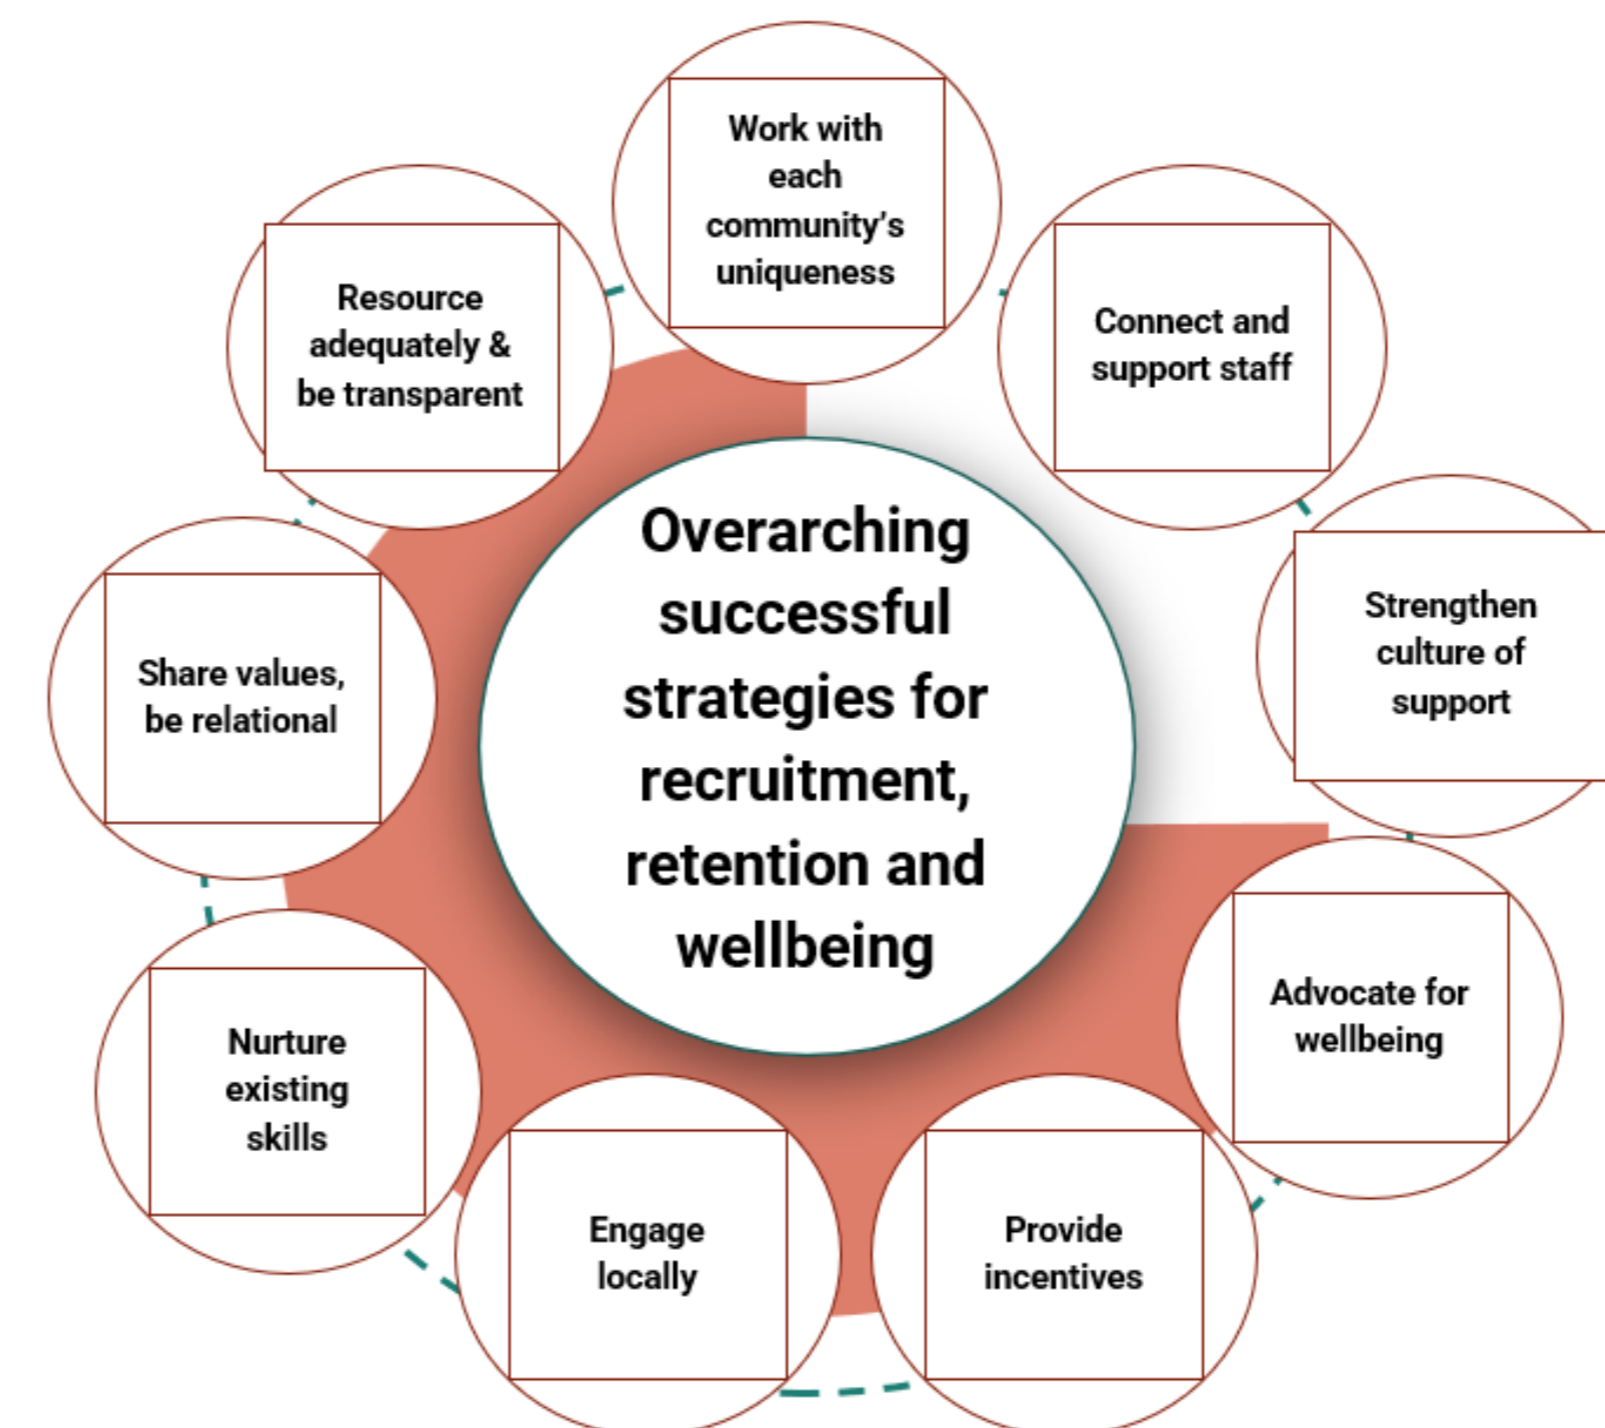 Work with
each
community’s
uniqueness
Connect and
support staff
Strengthen
culture of
support
Advocate for
wellbeing
Provide
incentives
Engage
locally
Nurture
existing
skills
Share values,
be relational
Resource
adequately &
be transparent
Overarching
successful
strategies for
recruitment,
retention and
wellbeing